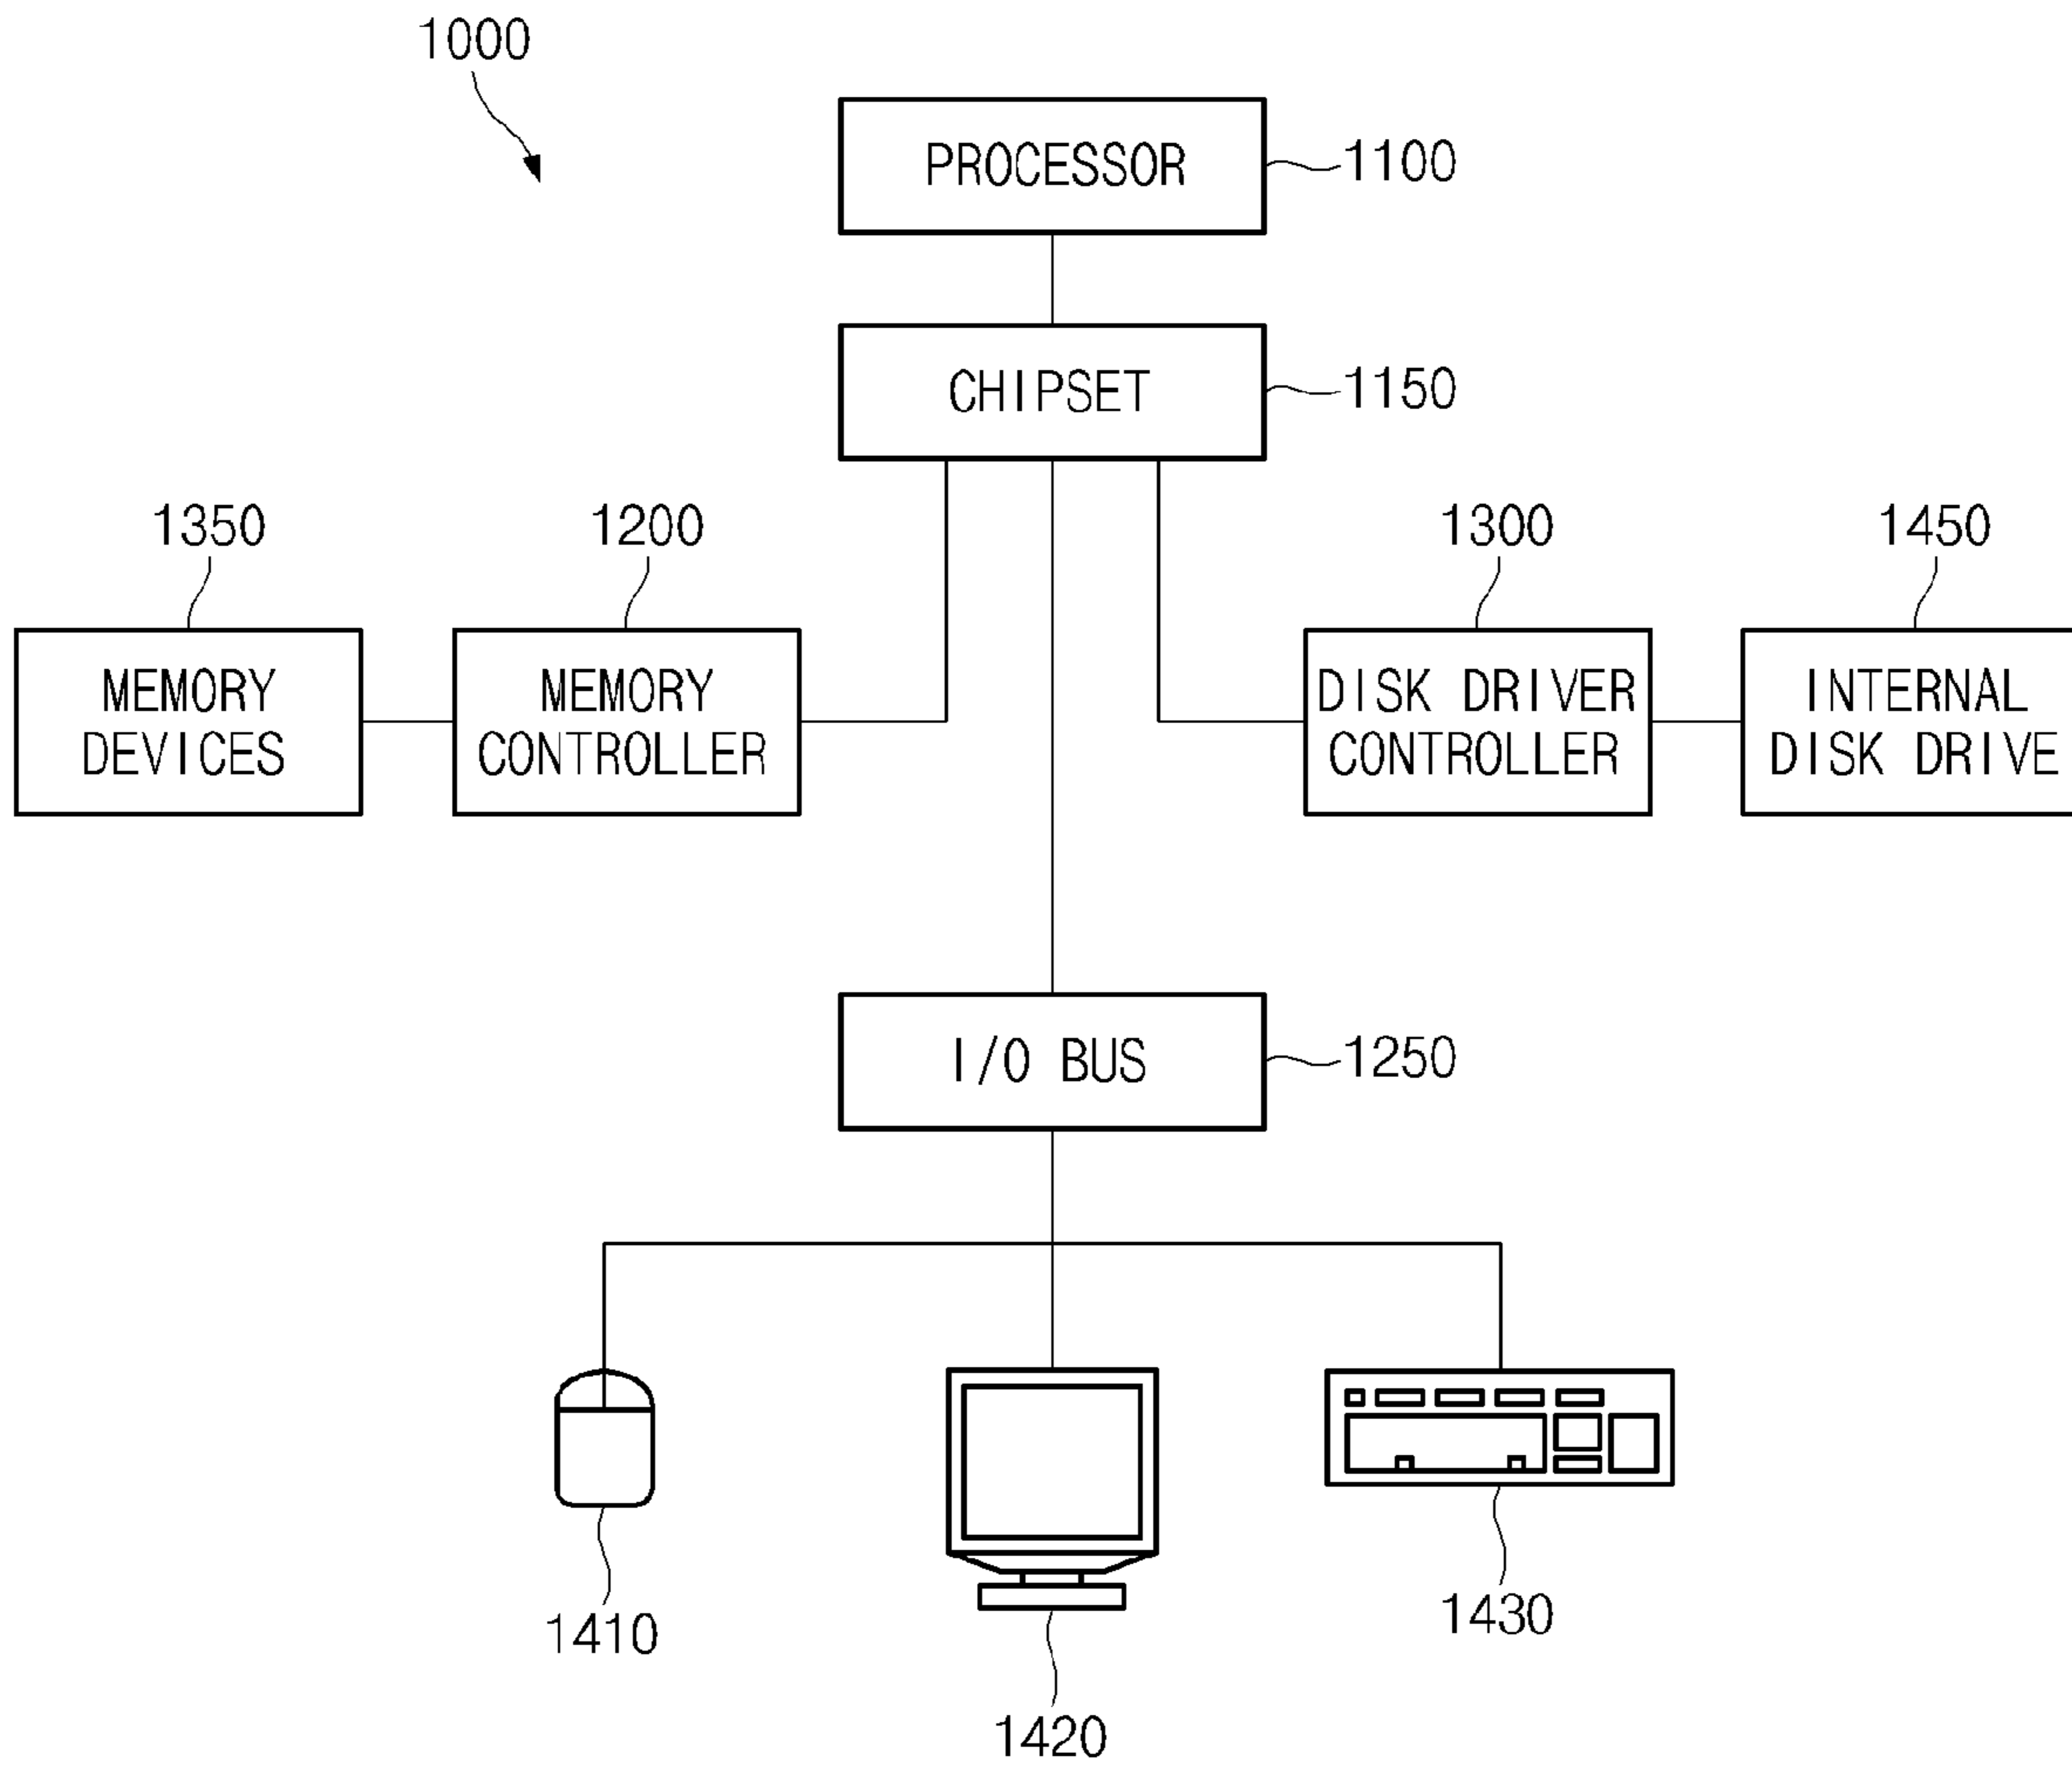 1000
PROCESSOR
1100
CHIPSET
1150
1350
1200
1300
1450
MEMORY
DEVICES
MEMORY
CONTROLLER
DISK DRIVER
CONTROLLER
INTERNAL
DISK DRIVE
I/O BUS
1250
1410
1420
1430